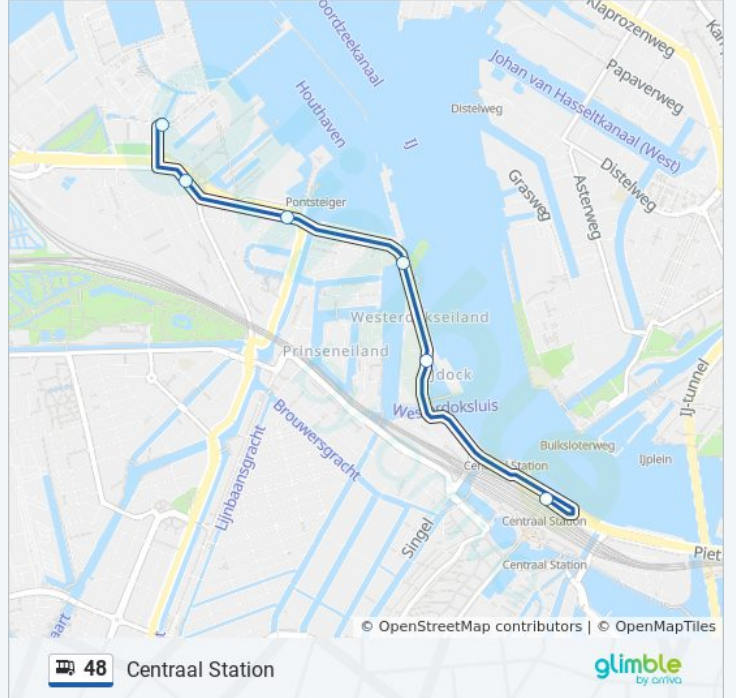 Noordzeekanaal
Klaprozenweg
Papaverweg
Johan van Hasseltkanaal (West)
Houthaven
Distelweg
IJ
Distelweg
Grasweg
Asterweg
Pontsteiger
Westerdokseiland
Prinseneiland
IJdock
Westerdoksluis
IJ-tunnel
Brouwersgracht
Lijnbaansgracht
Buiksloterweg
IJplein
Centraal Station
Singel
Centraal Station
Piet
Centraal Station
© OpenStreetMap contributors | © OpenMapTiles
48 Centraal Station
glimble
by arriva